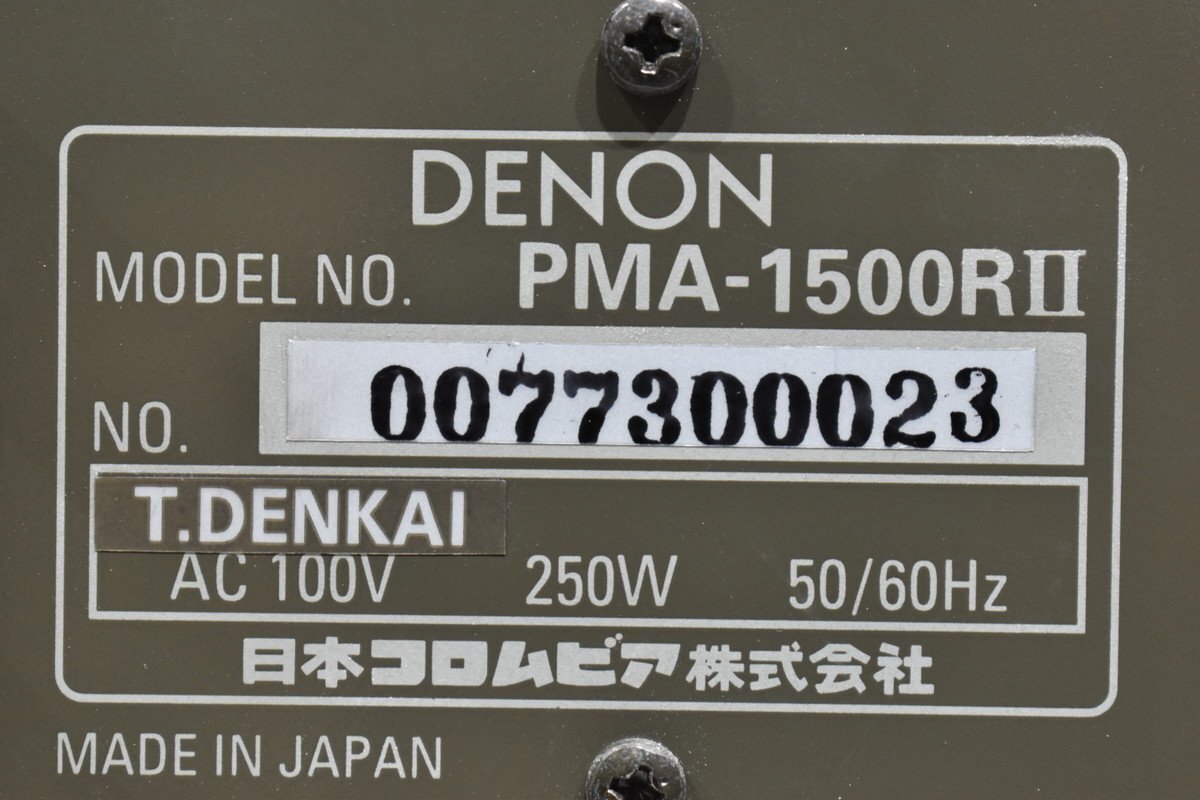 DENON
MODEL NO. PMA-1500RⅡ
NO. 0077300023
T.DENKAI
AC 100V 250W 50/60Hz
日本コロムビア株式会社
MADE IN JAPAN